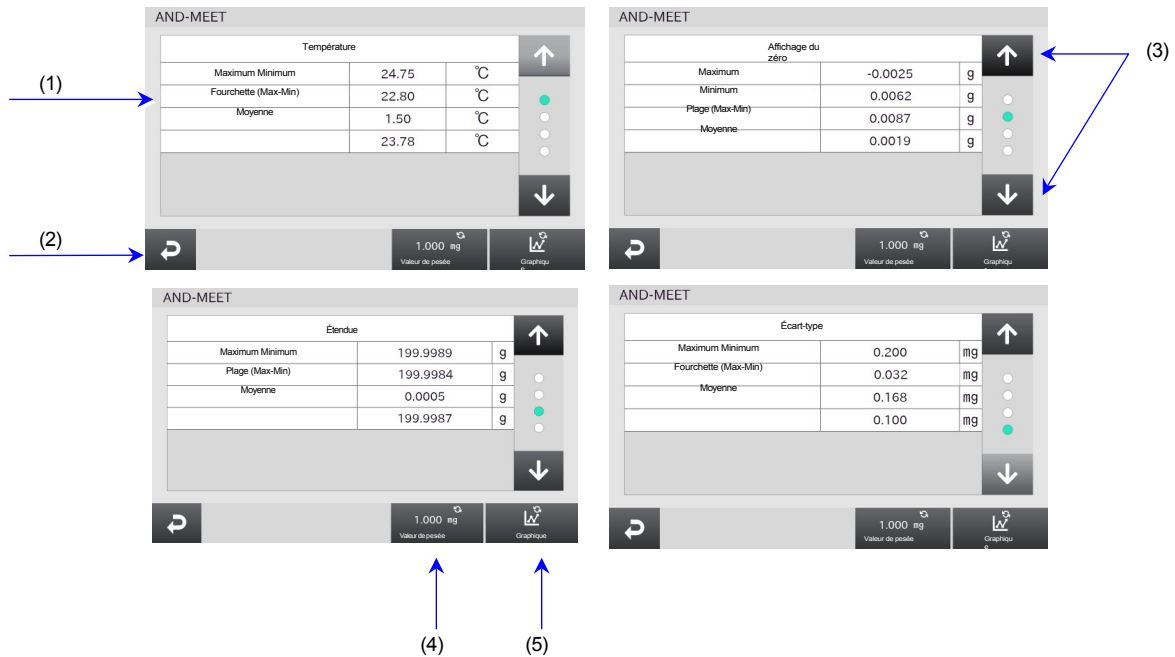 AND-MEET
Température
Maximum Minimum 24.75 ℃
Fourchette (Max-Min) 22.80 ℃
Moyenne 1.50 ℃
23.78 ℃
1.000 mg
Valeur de pesée
Graphiqu
e
AND-MEET
Affichage du
zéro
Maximum -0.0025 g
Minimum 0.0062 g
Plage (Max-Min) 0.0087 g
Moyenne 0.0019 g
1.000 mg
Valeur de pesée
Graphiqu
e
(1)
(2)
(3)
AND-MEET
Étendue
Maximum Minimum 199.9989 g
Plage (Max-Min) 199.9984 g
Moyenne 0.0005 g
199.9987 g
1.000 mg
Valeur de pesée
Graphique
AND-MEET
Écart-type
Maximum Minimum 0.200 mg
Fourchette (Max-Min) 0.032 mg
Moyenne 0.168 mg
0.100 mg
1.000 mg
Valeur de pesée
Graphiqu
e
(4)
(5)